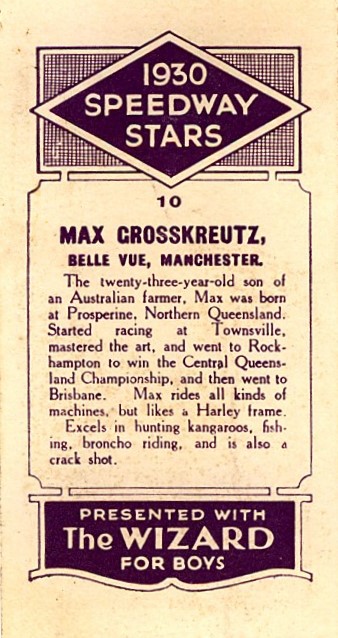 1930
SPEEDWAY
STARS
10
MAX GROSSKREUTZ,
BELLE VUE, MANCHESTER.
The twenty-three-year-old son of
an Australian farmer, Max was born
at Prosperine, Northern Queensland.
Started racing at Townsville,
mastered the art, and went to Rock-
hampton to win the Central Queens-
land Championship, and then went to
Brisbane. Max rides all kinds of
machines, but likes a Harley frame.
Excels in hunting kangaroos, fish-
ing, broncho riding, and is also a
crack shot.
PRESENTED WITH
The WIZARD
FOR BOYS